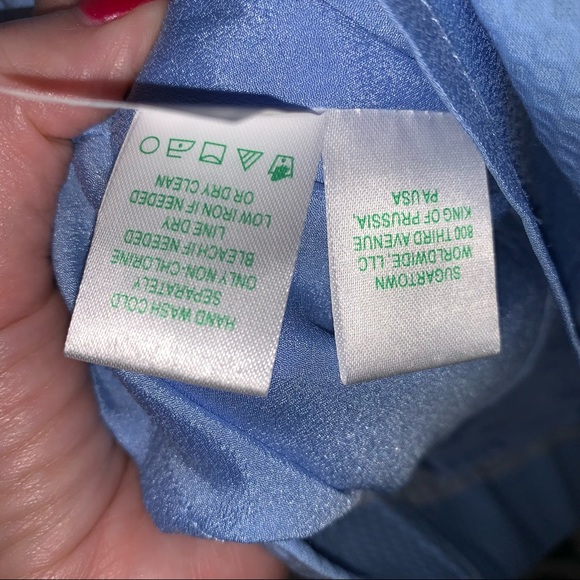 HAND WASH COLD
SEPARATELY
ONLY NON-CHLORINE
BLEACH IF NEEDED
LINE DRY
LOW IRON IF NEEDED
OR DRY CLEAN
SUGARTOWN
WORLDWIDE, LLC
800 THIRD AVENUE
KING OF PRUSSIA,
PA USA